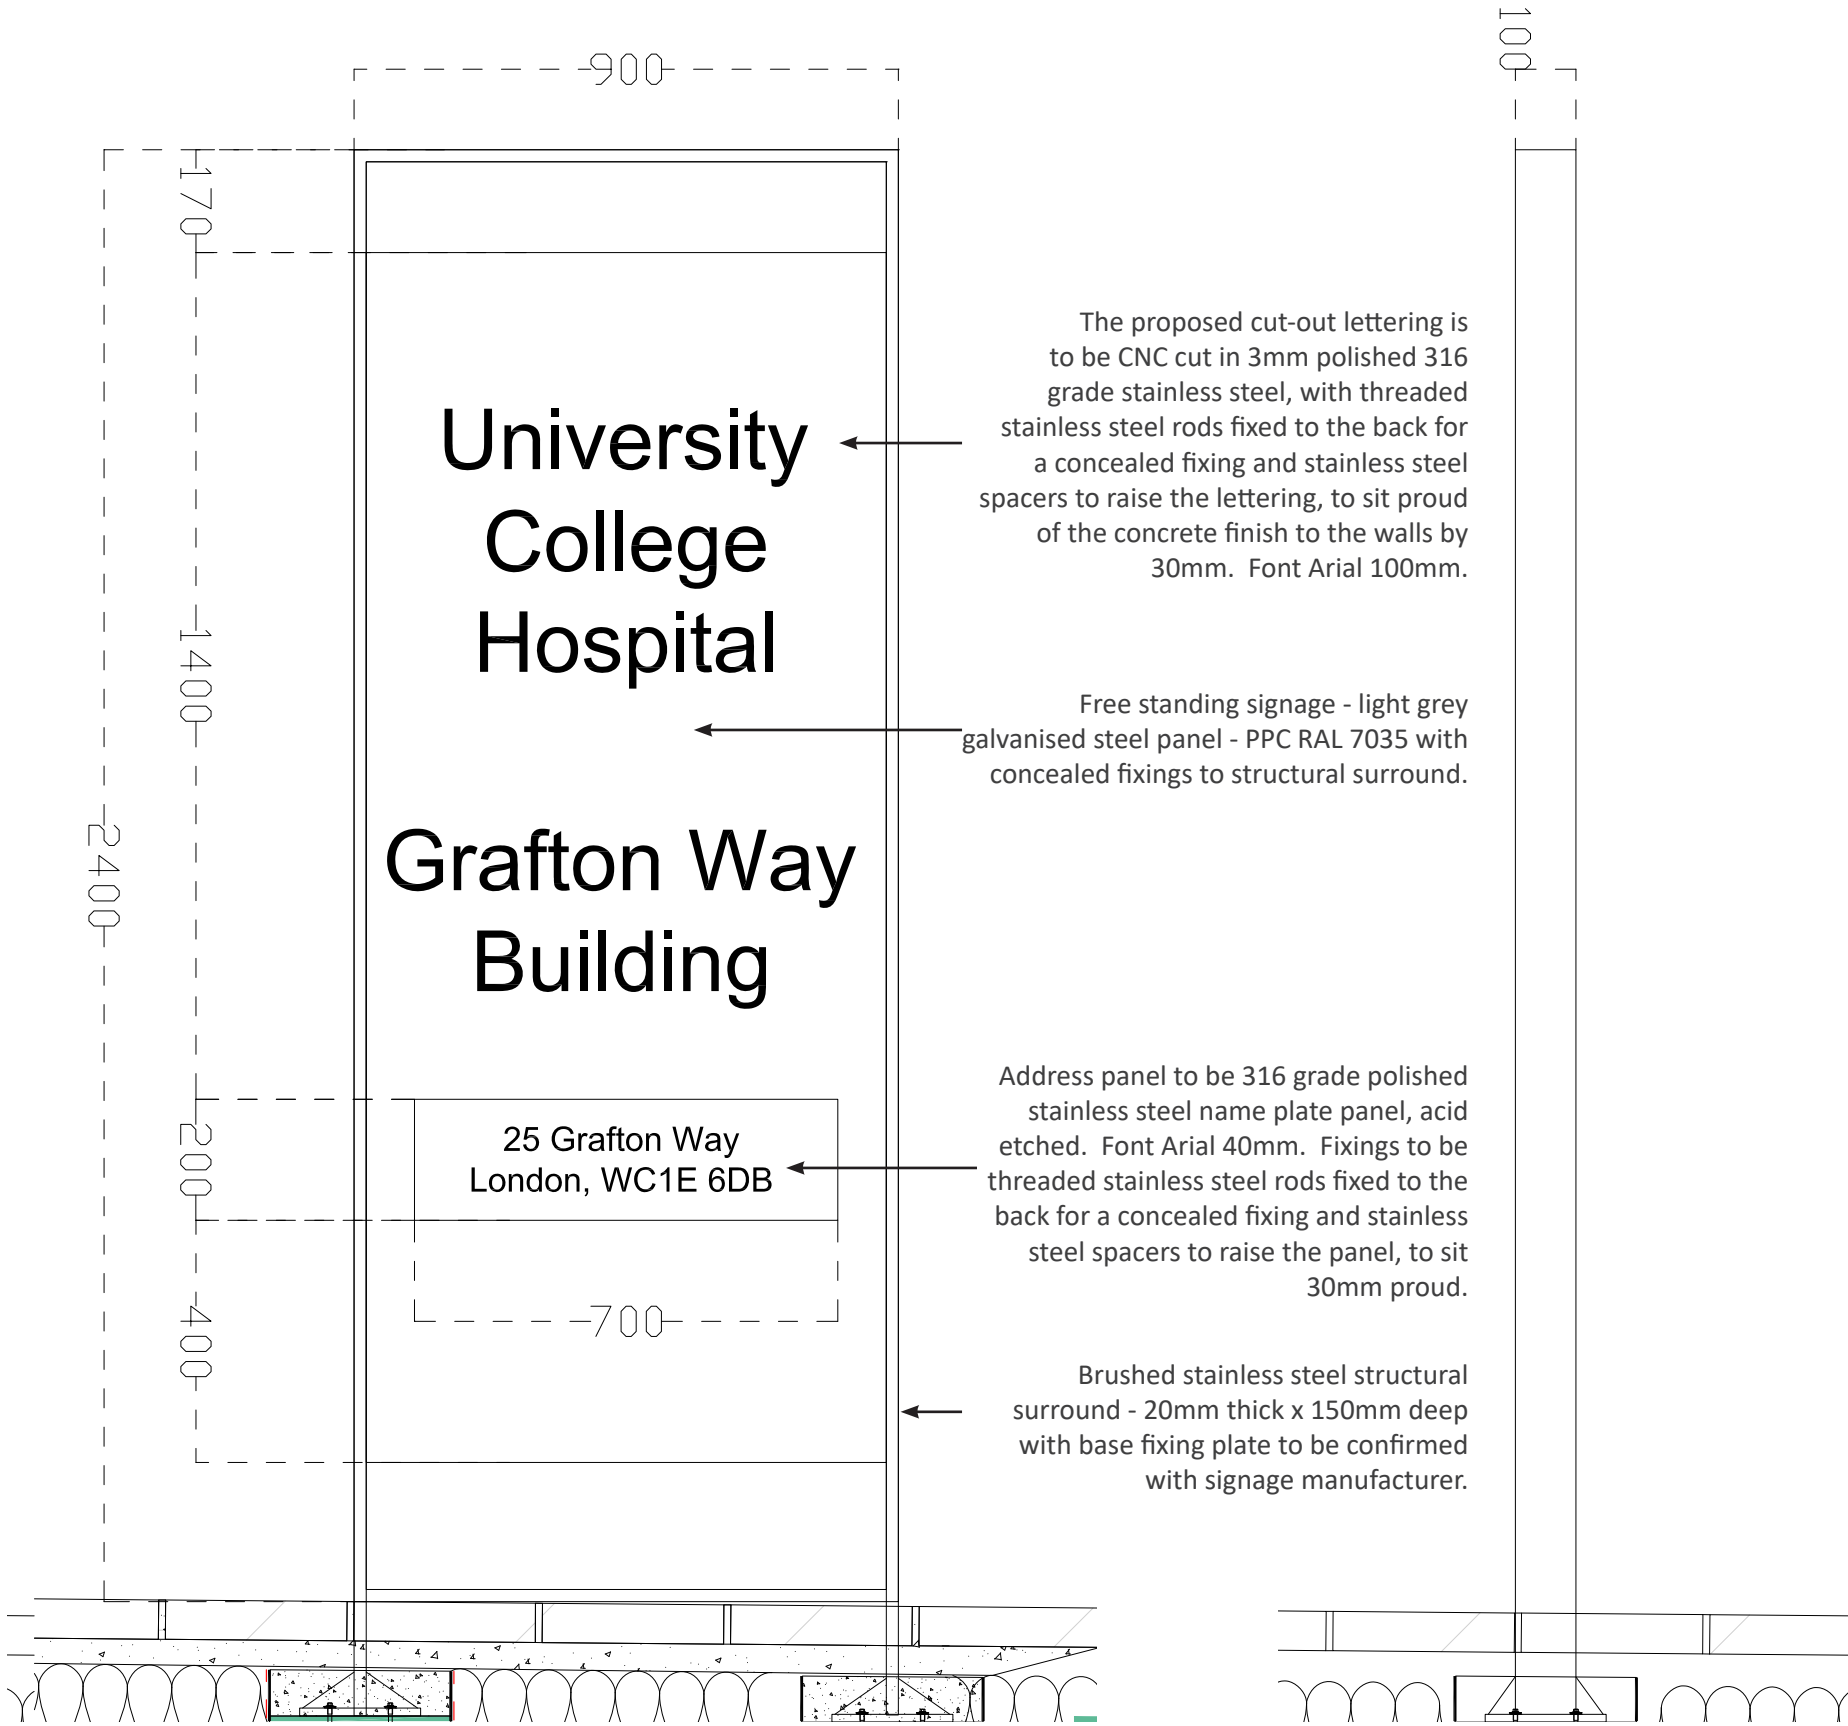 900
100
170
1400
2400
200
400
700
University
College
Hospital
Grafton Way
Building
25 Grafton Way
London, WC1E 6DB
The proposed cut-out lettering is
to be CNC cut in 3mm polished 316
grade stainless steel, with threaded
stainless steel rods fixed to the back for
a concealed fixing and stainless steel
spacers to raise the lettering, to sit proud
of the concrete finish to the walls by
30mm.  Font Arial 100mm.
Free standing signage - light grey
galvanised steel panel - PPC RAL 7035 with
concealed fixings to structural surround.
Address panel to be 316 grade polished
stainless steel name plate panel, acid
etched.  Font Arial 40mm.  Fixings to be
threaded stainless steel rods fixed to the
back for a concealed fixing and stainless
steel spacers to raise the panel, to sit
30mm proud.
Brushed stainless steel structural
surround - 20mm thick x 150mm deep
with base fixing plate to be confirmed
with signage manufacturer.